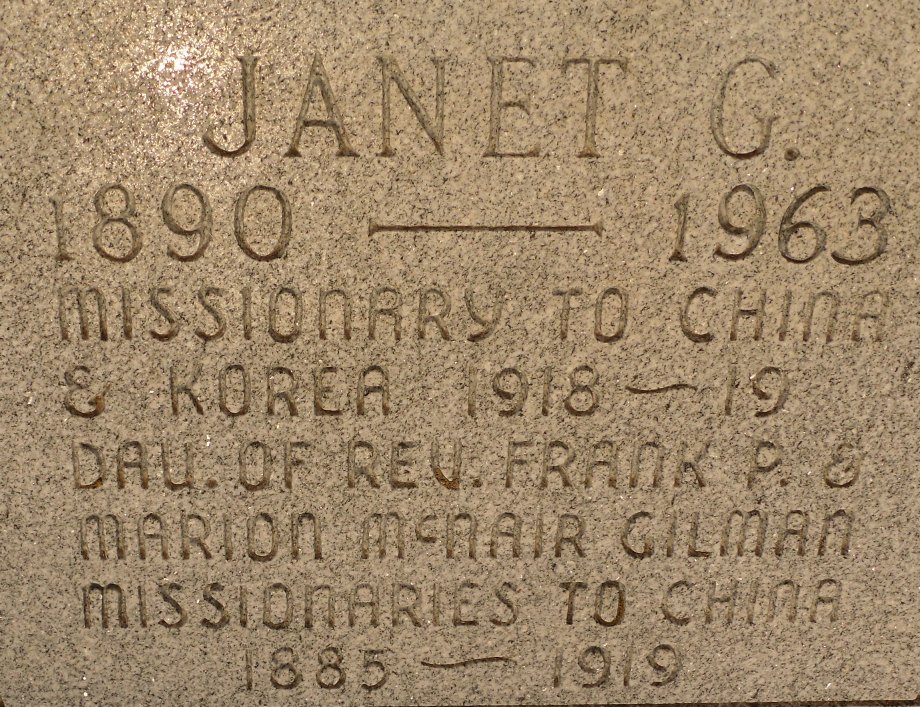 JANET G.
1890 — 1963
MISSIONARY TO CHINA
& KOREA 1918 ~ 19
DAU. OF REV. FRANK P. &
MARION McNAIR GILMAN
MISSIONARIES TO CHINA
1885 ~ 1919